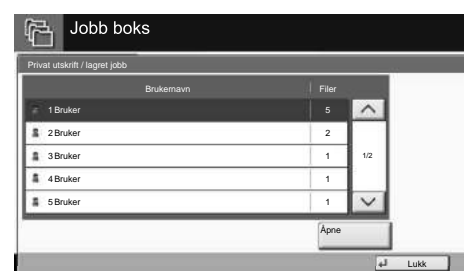 Jobb boks
Privat utskrift / lagret jobb
Brukernavn Filer
1 Bruker 5
2 Bruker 2
3 Bruker 1
4 Bruker 1
5 Bruker 1
1/2
Åpne
Lukk